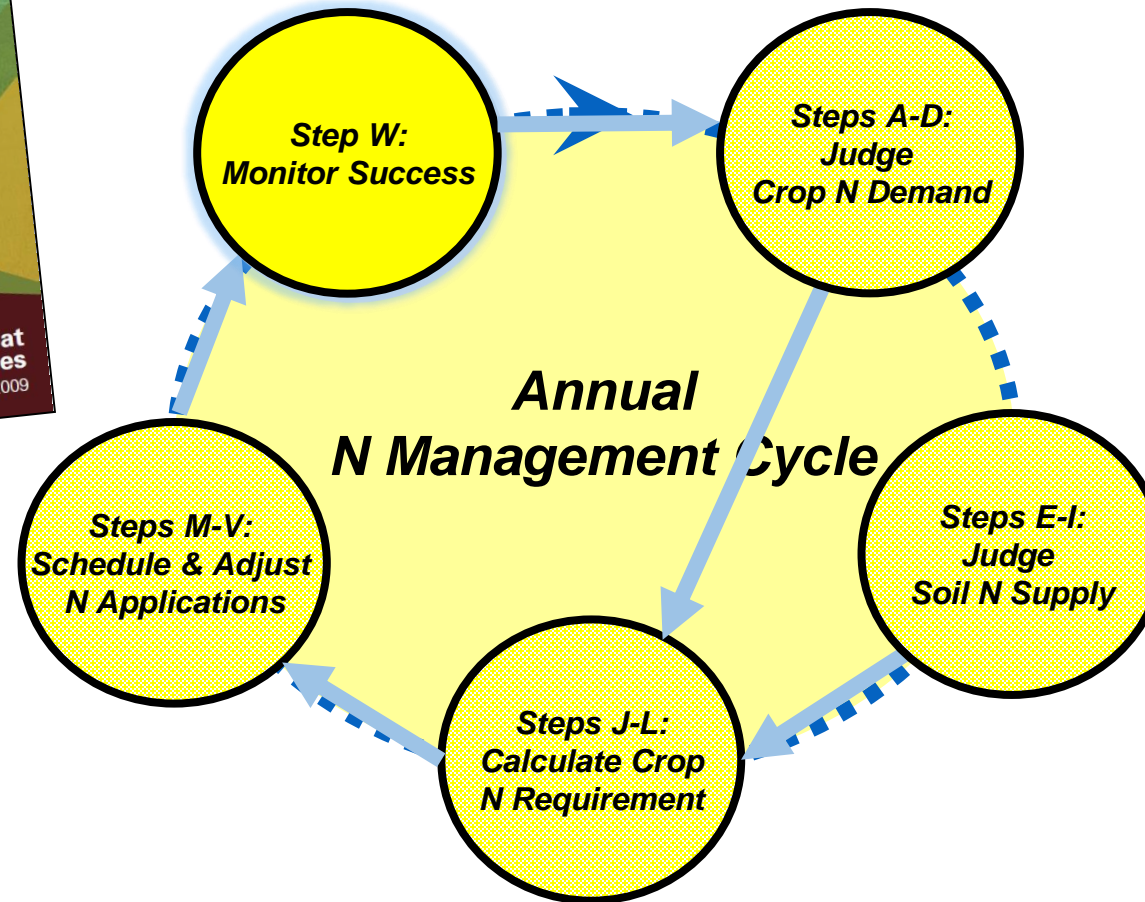 Step W:
Monitor Success
Steps A-D:
Judge
Crop N Demand
at
es
2009
Annual
N Management Cycle
Steps M-V:
Schedule & Adjust
N Applications
Steps E-I:
Judge
Soil N Supply
Steps J-L:
Calculate Crop
N Requirement